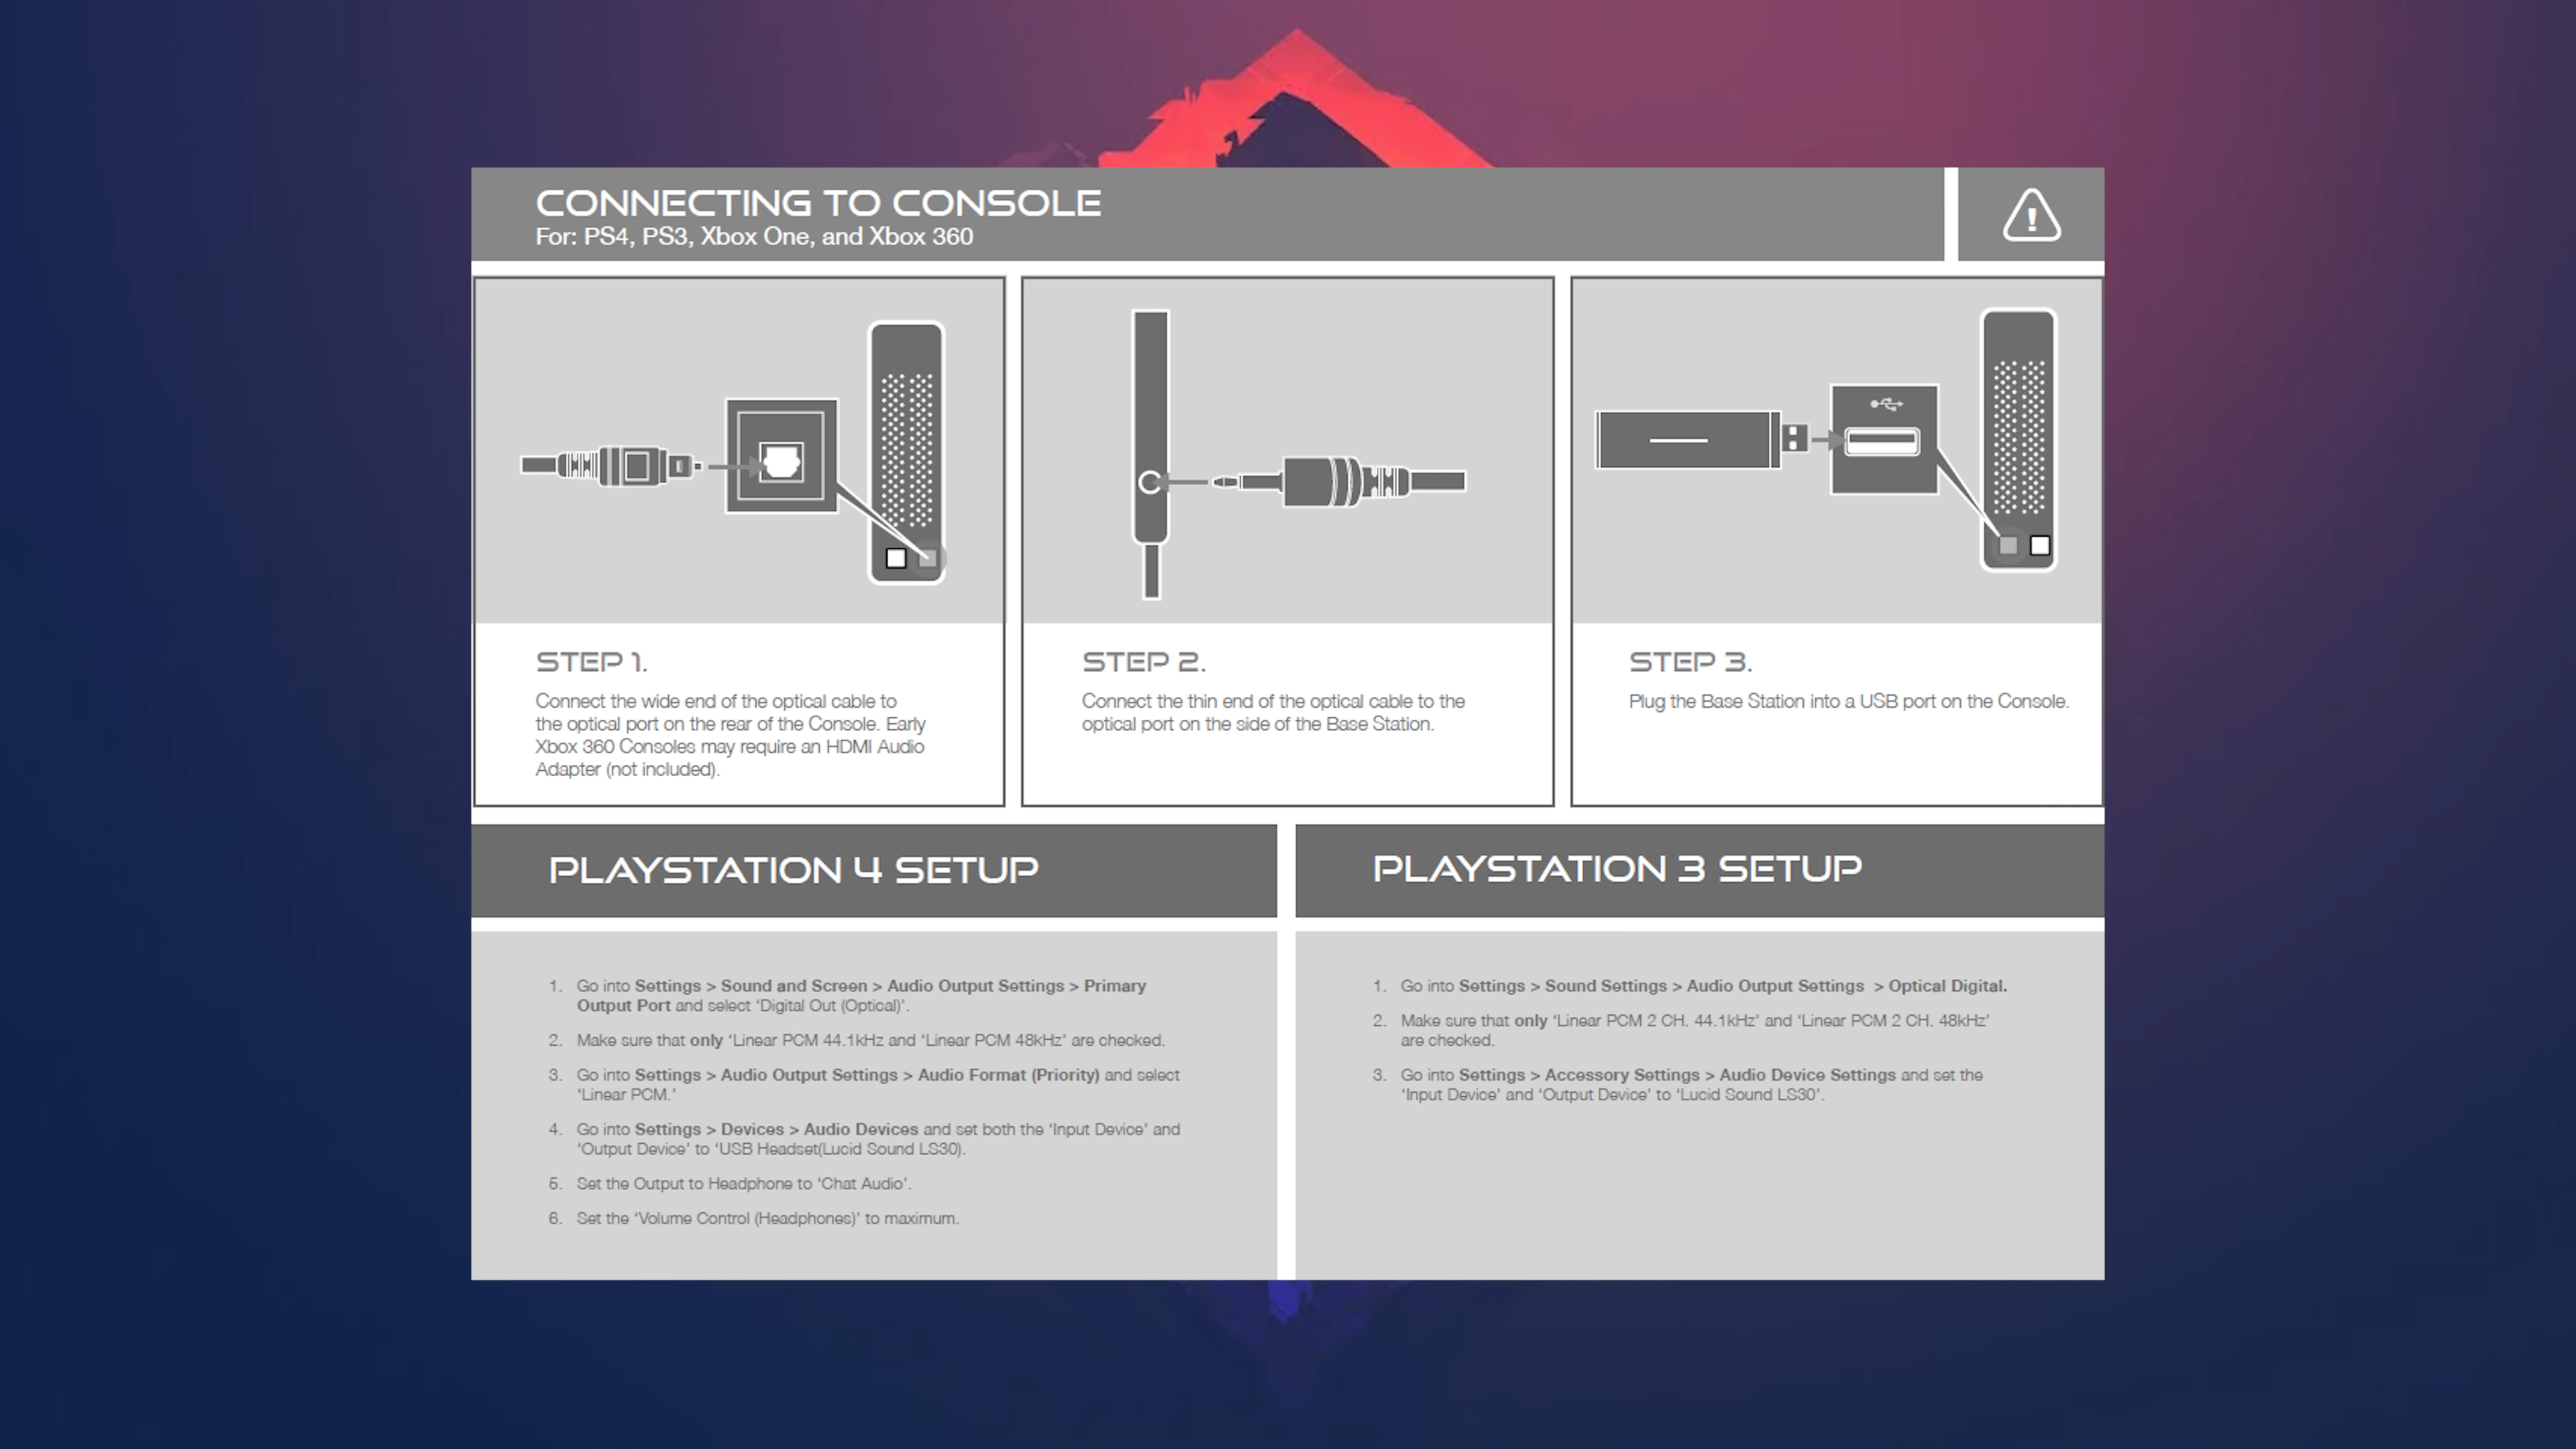 CONNECTING TO CONSOLE
For: PS4, PS3, Xbox One, and Xbox 360
!
STEP 1.
Connect the wide end of the optical cable to
the optical port on the rear of the Console. Early
Xbox 360 Consoles may require an HDMI Audio
Adapter (not included).
STEP 2.
Connect the thin end of the optical cable to the
optical port on the side of the Base Station.
STEP 3.
Plug the Base Station into a USB port on the Console.
PLAYSTATION 4 SETUP
1. Go into Settings > Sound and Screen > Audio Output Settings > Primary
Output Port and select ‘Digital Out (Optical)’.
2. Make sure that only ‘Linear PCM 44.1kHz and ‘Linear PCM 48kHz’ are checked.
3. Go into Settings > Audio Output Settings > Audio Format (Priority) and select
‘Linear PCM.’
4. Go into Settings > Devices > Audio Devices and set both the ‘Input Device’ and
‘Output Device’ to ‘USB Headset(Lucid Sound LS30).
5. Set the Output to Headphone to ‘Chat Audio’.
6. Set the ‘Volume Control (Headphones)’ to maximum.
PLAYSTATION 3 SETUP
1. Go into Settings > Sound Settings > Audio Output Settings > Optical Digital.
2. Make sure that only ‘Linear PCM 2 CH. 44.1kHz’ and ‘Linear PCM 2 CH. 48kHz’
are checked.
3. Go into Settings > Accessory Settings > Audio Device Settings and set the
‘Input Device’ and ‘Output Device’ to ‘Lucid Sound LS30’.